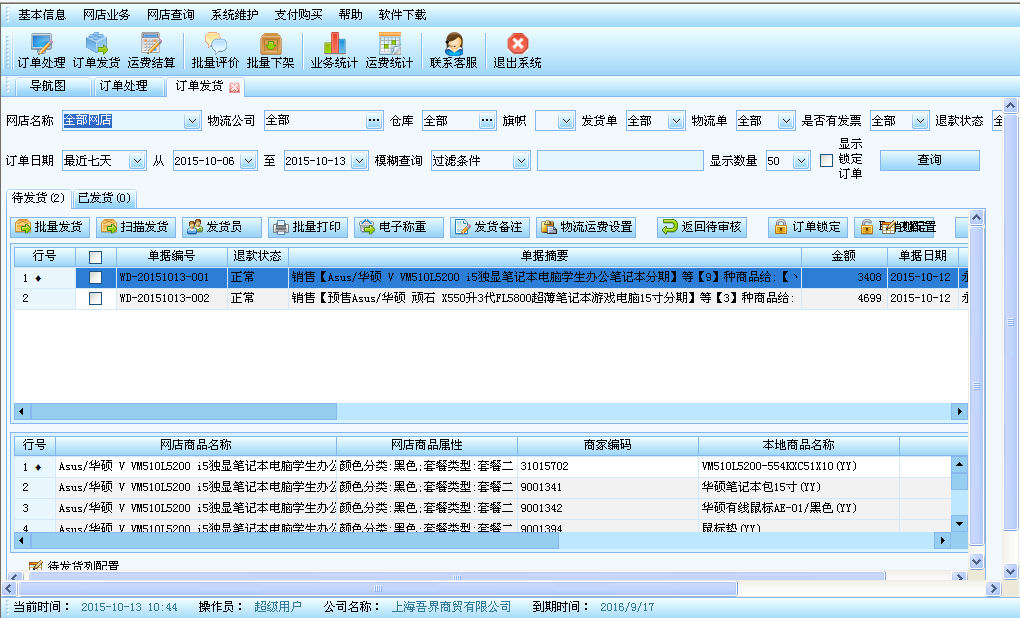 基本信息 网店业务 网店查询 系统维护 支付购买 帮助 软件下载
订单处理 订单发货 运费结算 批量评价 批量下架 业务统计 运费统计 联系客服 退出系统
导航图 订单处理 订单发货
网店名称 全部网店 物流公司 全部 仓库 全部 旗帜 发货单 全部 物流单 全部 是否有发票 全部 退款状态
订单日期 最近七天 从 2015-10-06 至 2015-10-13 模糊查询 过滤条件 显示数量 50 显示锁定订单 查询
待发货(2) 已发货(0)
批量发货 扫描发货 发货员 批量打印 电子称重 发货备注 物流运费设置 返回待审核 订单锁定
行号 单据编号 退款状态 单据摘要 金额 单据日期
1 WD-20151013-001 正常 销售【Asus/华硕 V VM510L5200 i5独显笔记本电脑学生办公笔记本分期】等【9】种商品给:【 3408 2015-10-12
2 WD-20151013-002 正常 销售【预售Asus/华硕 顽石 X550升3代FL5800超薄笔记本游戏电脑15寸分期】等【3】种商品给: 4699 2015-10-12
行号 网店商品名称 网店商品属性 商家编码 本地商品名称
1 Asus/华硕 V VM510L5200 i5独显笔记本电脑学生办公 颜色分类:黑色;套餐类型:套餐二 31015702 VM510L5200-554KXC51X10(YY)
2 Asus/华硕 V VM510L5200 i5独显笔记本电脑学生办公 颜色分类:黑色;套餐类型:套餐二 9001341 华硕笔记本包15寸(YY)
3 Asus/华硕 V VM510L5200 i5独显笔记本电脑学生办公 颜色分类:黑色;套餐类型:套餐二 9001342 华硕有线鼠标AE-01/黑色(YY)
4 Asus/华硕 V VM510L5200 i5独显笔记本电脑学生办公 颜色分类:黑色;套餐类型:套餐二 9001394 鼠标垫(YY)
待发货列配置
当前时间： 2015-10-13 10:44 操作员： 超级用户 公司名称： 上海吾界商贸有限公司 到期时间： 2016/9/17